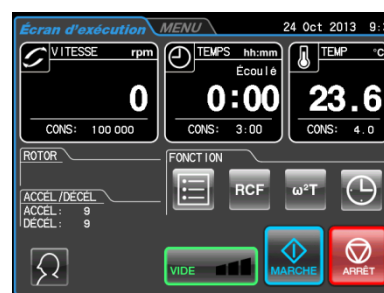 Écran d'exécution MENU 24 Oct 2013
VITESSE rpm
0
CONS: 100 000
TEMPS hh:mm
Écoulé
0:00
CONS: 3:00
TEMP °C
23.6
CONS: 4.0
ROTOR
FONCTION
RCF ω²T
ACCÉL/DÉCÉL
ACCÉL: 9
DÉCÉL: 9
VIDE MARCHE ARRÊT